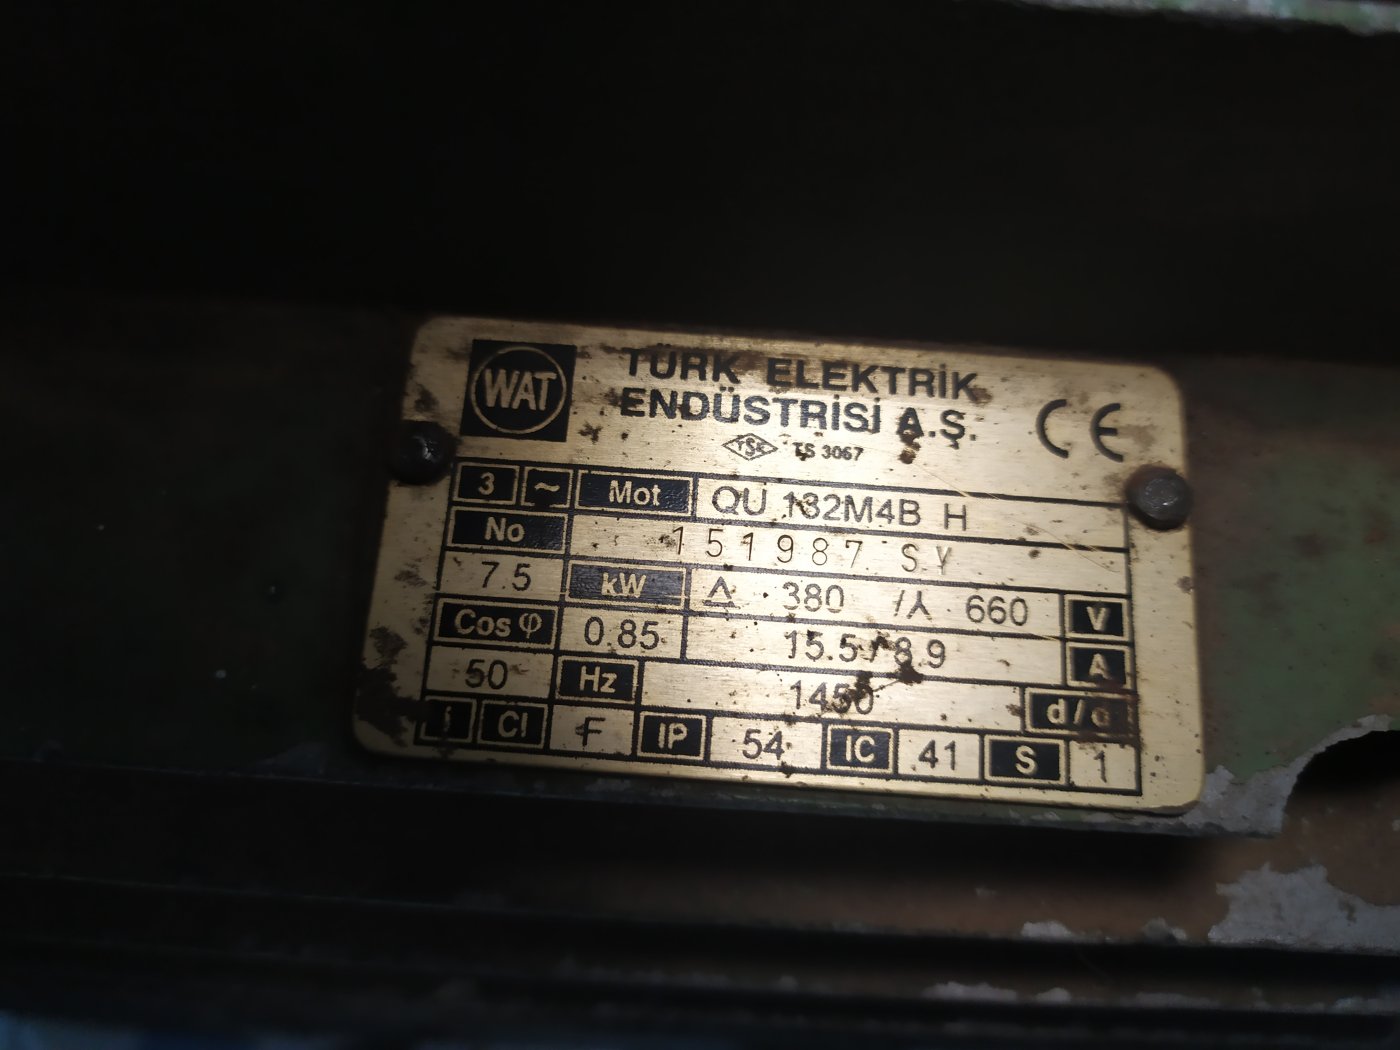 WAT
TÜRK ELEKTRİK
ENDÜSTRİSİ A.Ş.
TSE TS 3067
CE
3 ~ Mot QU 132M4B H
No 151987 SY
7.5 kW Δ 380 /⅄ 660 V
Cos φ 0.85 15.5/8.9 A
50 Hz 1450 d/d
İ Cl F IP 54 IC 41 S 1